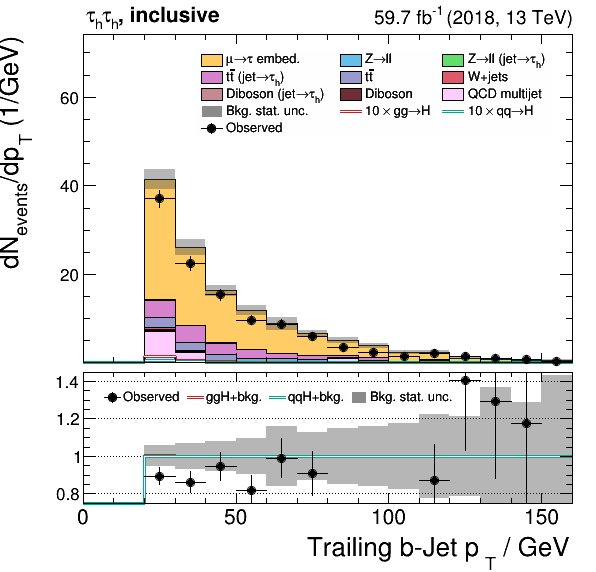 τhτh, inclusive 59.7 fb⁻¹ (2018, 13 TeV)
dNevents/dpT (1/GeV)
μ→τ embed. Z→ll Z→ll (jet→τh)
tt̄ (jet→τh) tt̄ W+jets
Diboson (jet→τh) Diboson QCD multijet
Bkg. stat. unc. 10 × gg→H 10 × qq→H
Observed
60
40
20
1.4
Observed ggH+bkg. qqH+bkg. Bkg. stat. unc.
1.2
1
0.8
0 50 100 150
Trailing b-Jet pT / GeV